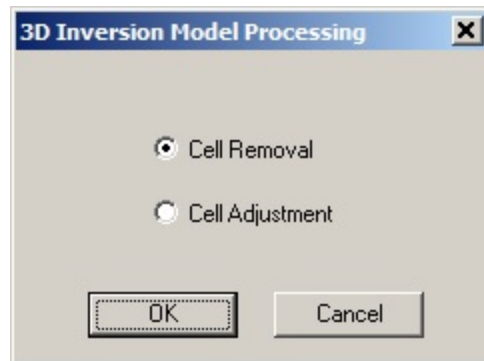 3D Inversion Model Processing
Cell Removal
Cell Adjustment
OK
Cancel